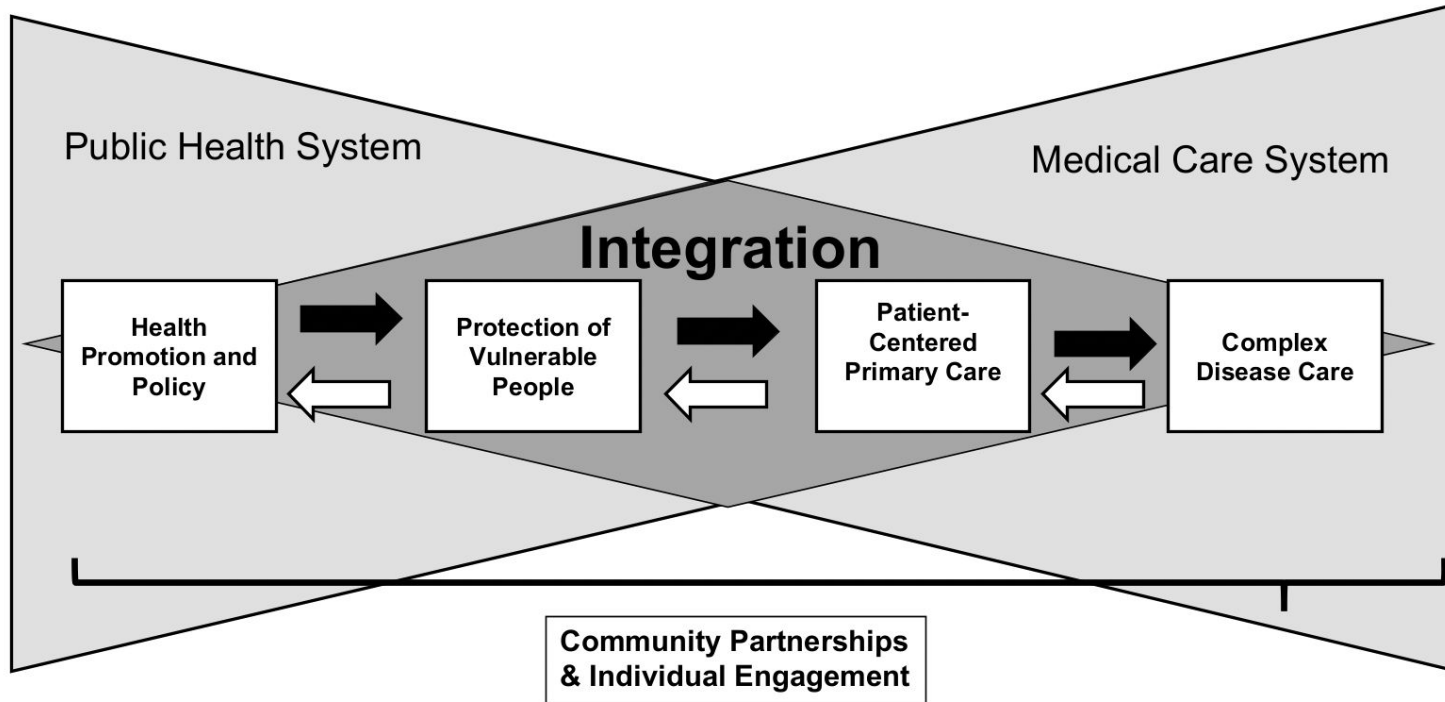 Public Health System
Medical Care System
Integration
Health
Promotion and
Policy
Protection of
Vulnerable
People
Patient-
Centered
Primary Care
Complex
Disease Care
Community Partnerships
& Individual Engagement